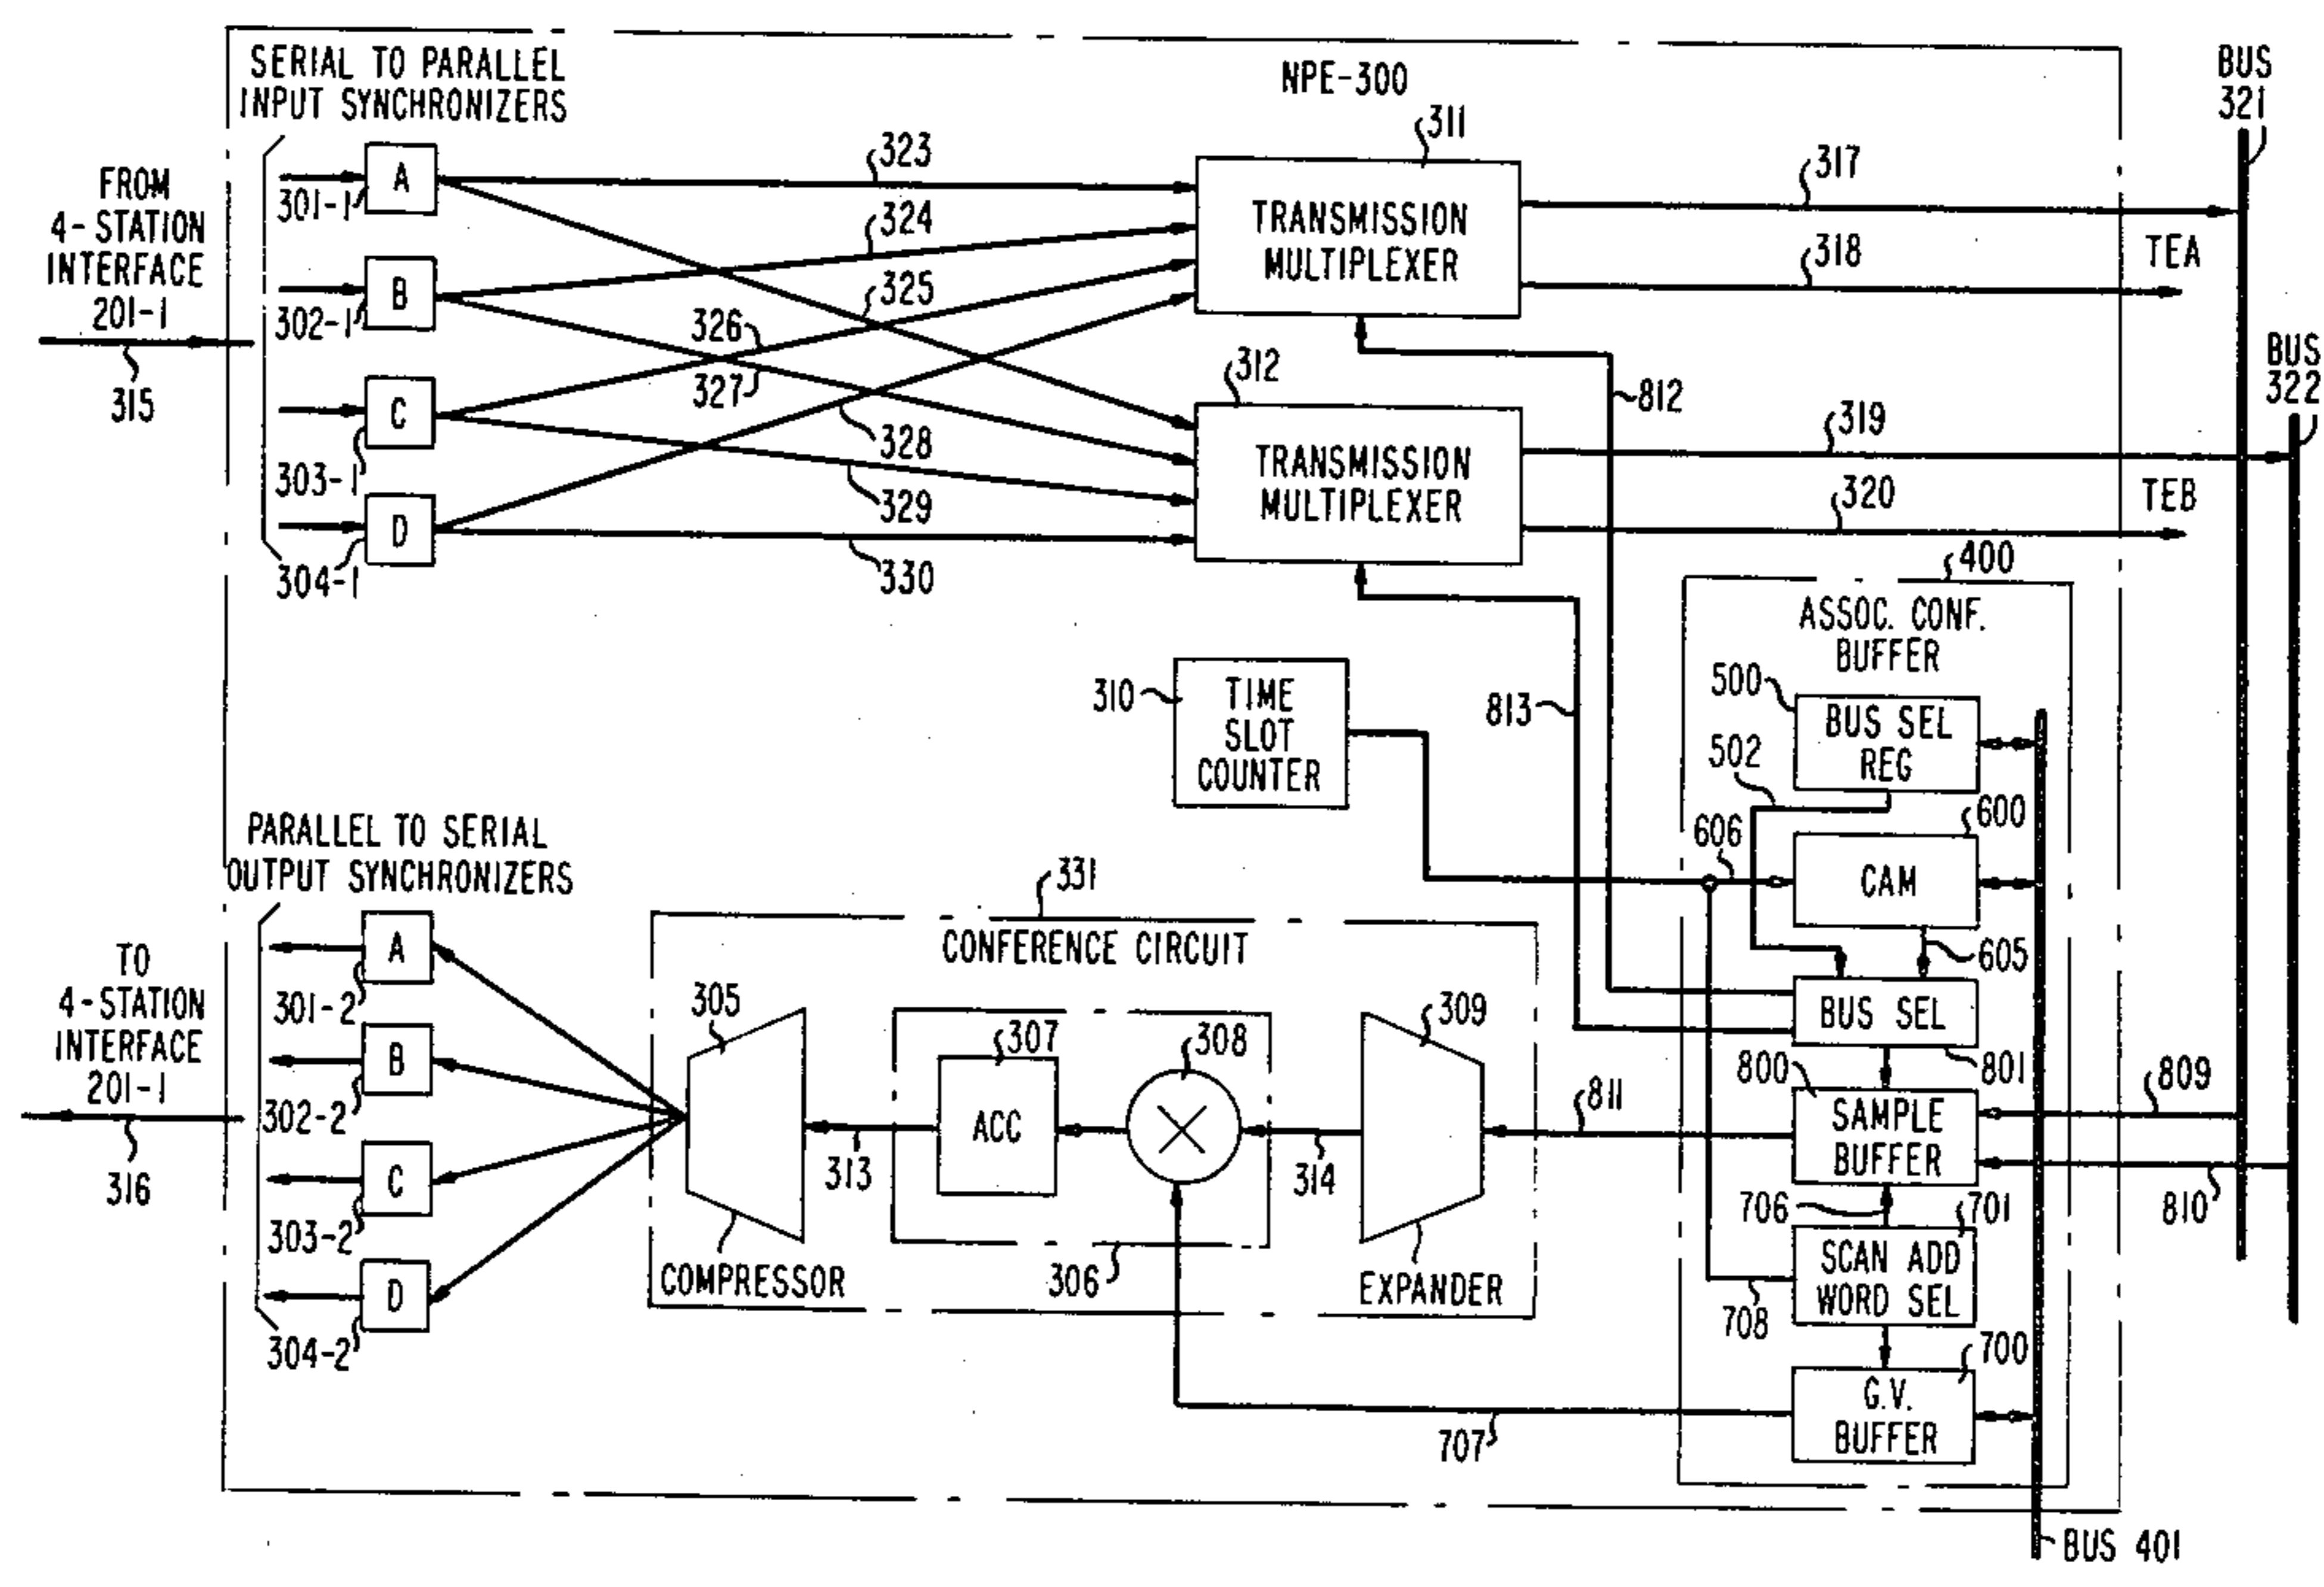 SERIAL TO PARALLEL
INPUT SYNCHRONIZERS
NPE-300
BUS
321
FROM
4-STATION
INTERFACE
201-1
315
A
301-1
B
302-1
C
303-1
D
304-1
323
324
325
326
327
328
329
330
311
TRANSMISSION
MULTIPLEXER
317
TEA
318
812
BUS
322
312
TRANSMISSION
MULTIPLEXER
319
TEB
320
400
ASSOC. CONF.
BUFFER
310
TIME
SLOT
COUNTER
813
500
BUS SEL
REG
502
600
606
CAM
605
BUS SEL
801
800
SAMPLE
BUFFER
809
810
706
701
SCAN ADD
WORD SEL
708
700
G.V.
BUFFER
707
BUS 401
PARALLEL TO SERIAL
OUTPUT SYNCHRONIZERS
TO
4-STATION
INTERFACE
201-1
316
A
301-2
B
302-2
C
303-2
D
304-2
331
CONFERENCE CIRCUIT
305
COMPRESSOR
313
307
ACC
308
306
314
309
EXPANDER
811